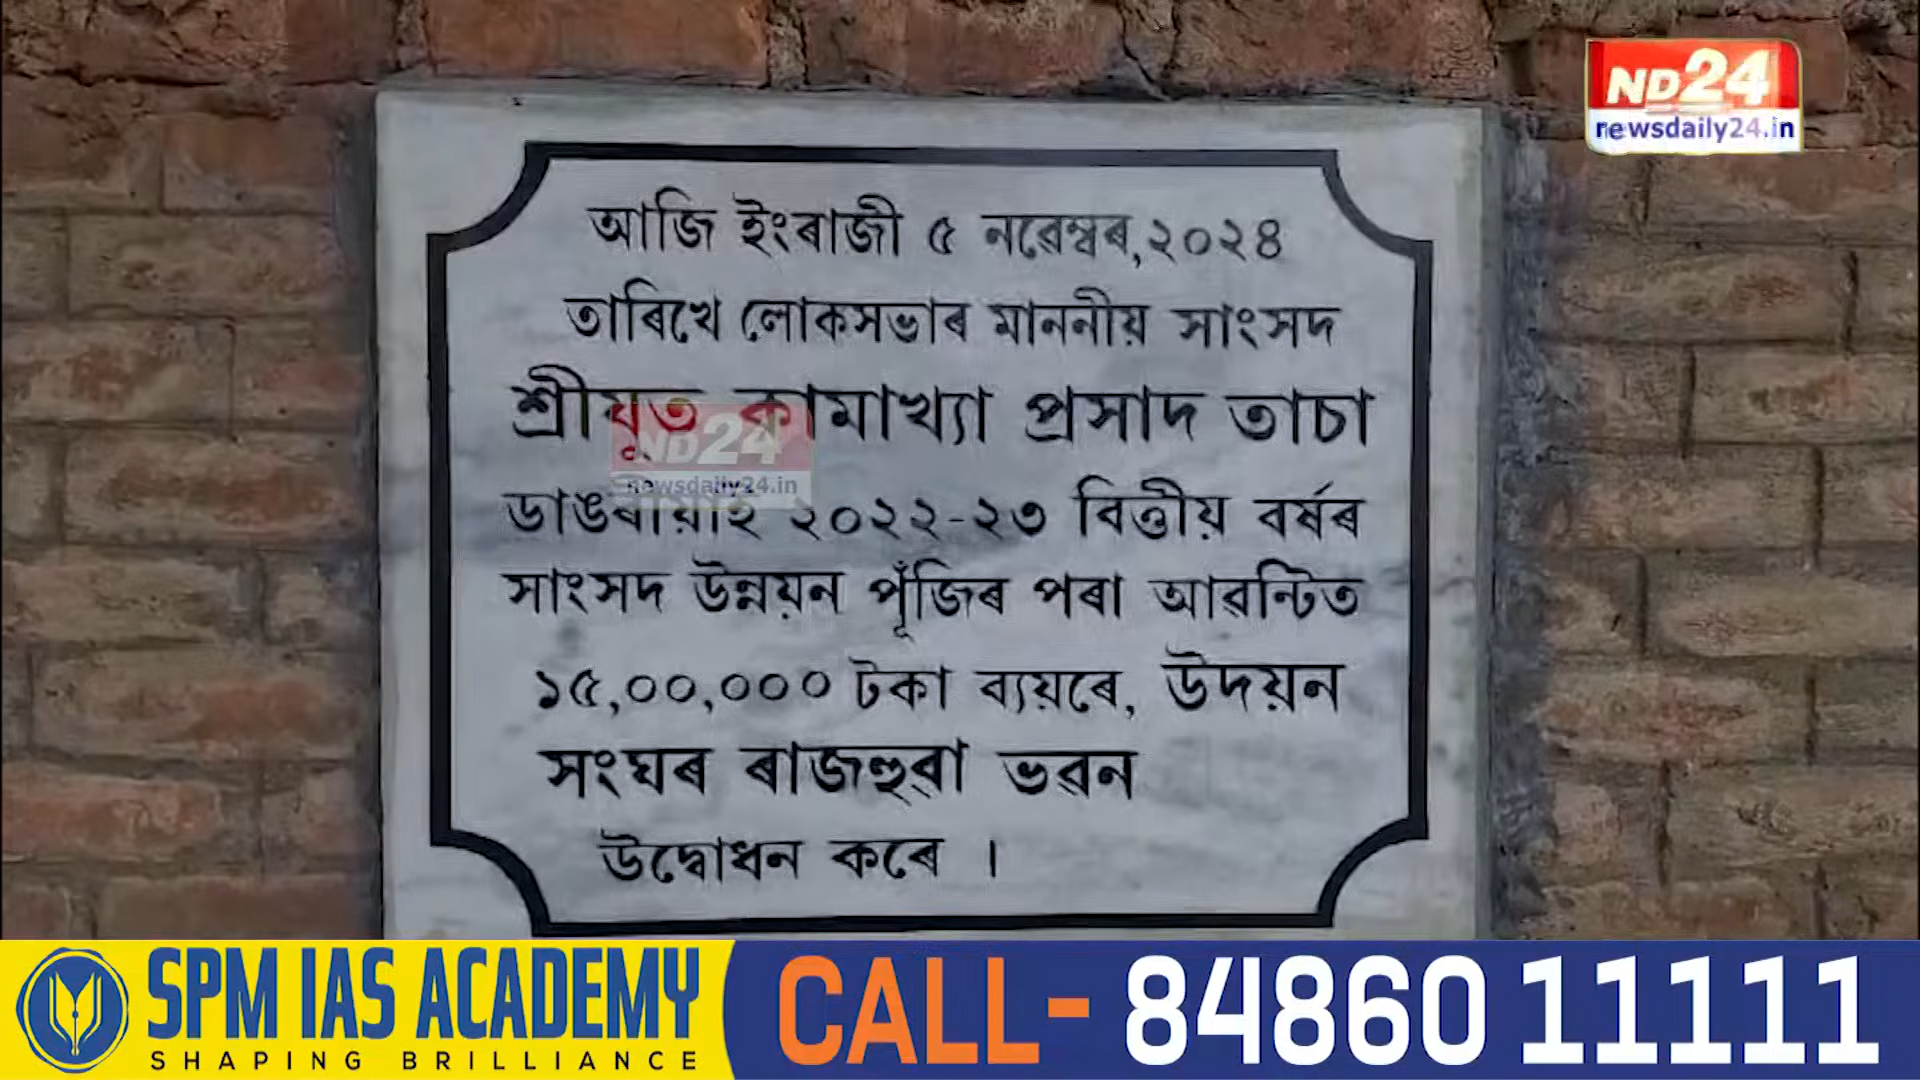 ND24
newsdaily24.in
আজি ইংৰাজী ৫ নৱেম্বৰ,২০২৪
তাৰিখে লোকসভাৰ মাননীয় সাংসদ
শ্ৰীযুত কামাখ্যা প্ৰসাদ তাচা
ND24
newsdaily24.in
ডাঙৰীয়াই ২০২২-২৩ বিত্তীয় বৰ্ষৰ
সাংসদ উন্নয়ন পূঁজিৰ পৰা আৱন্টিত
১৫,০০,০০০ টকা ব্যয়ৰে, উদয়ন
সংঘৰ ৰাজহুৱা ভৱন
উদ্বোধন কৰে ।
SPM IAS ACADEMY
SHAPING BRILLIANCE
CALL- 84860 11111